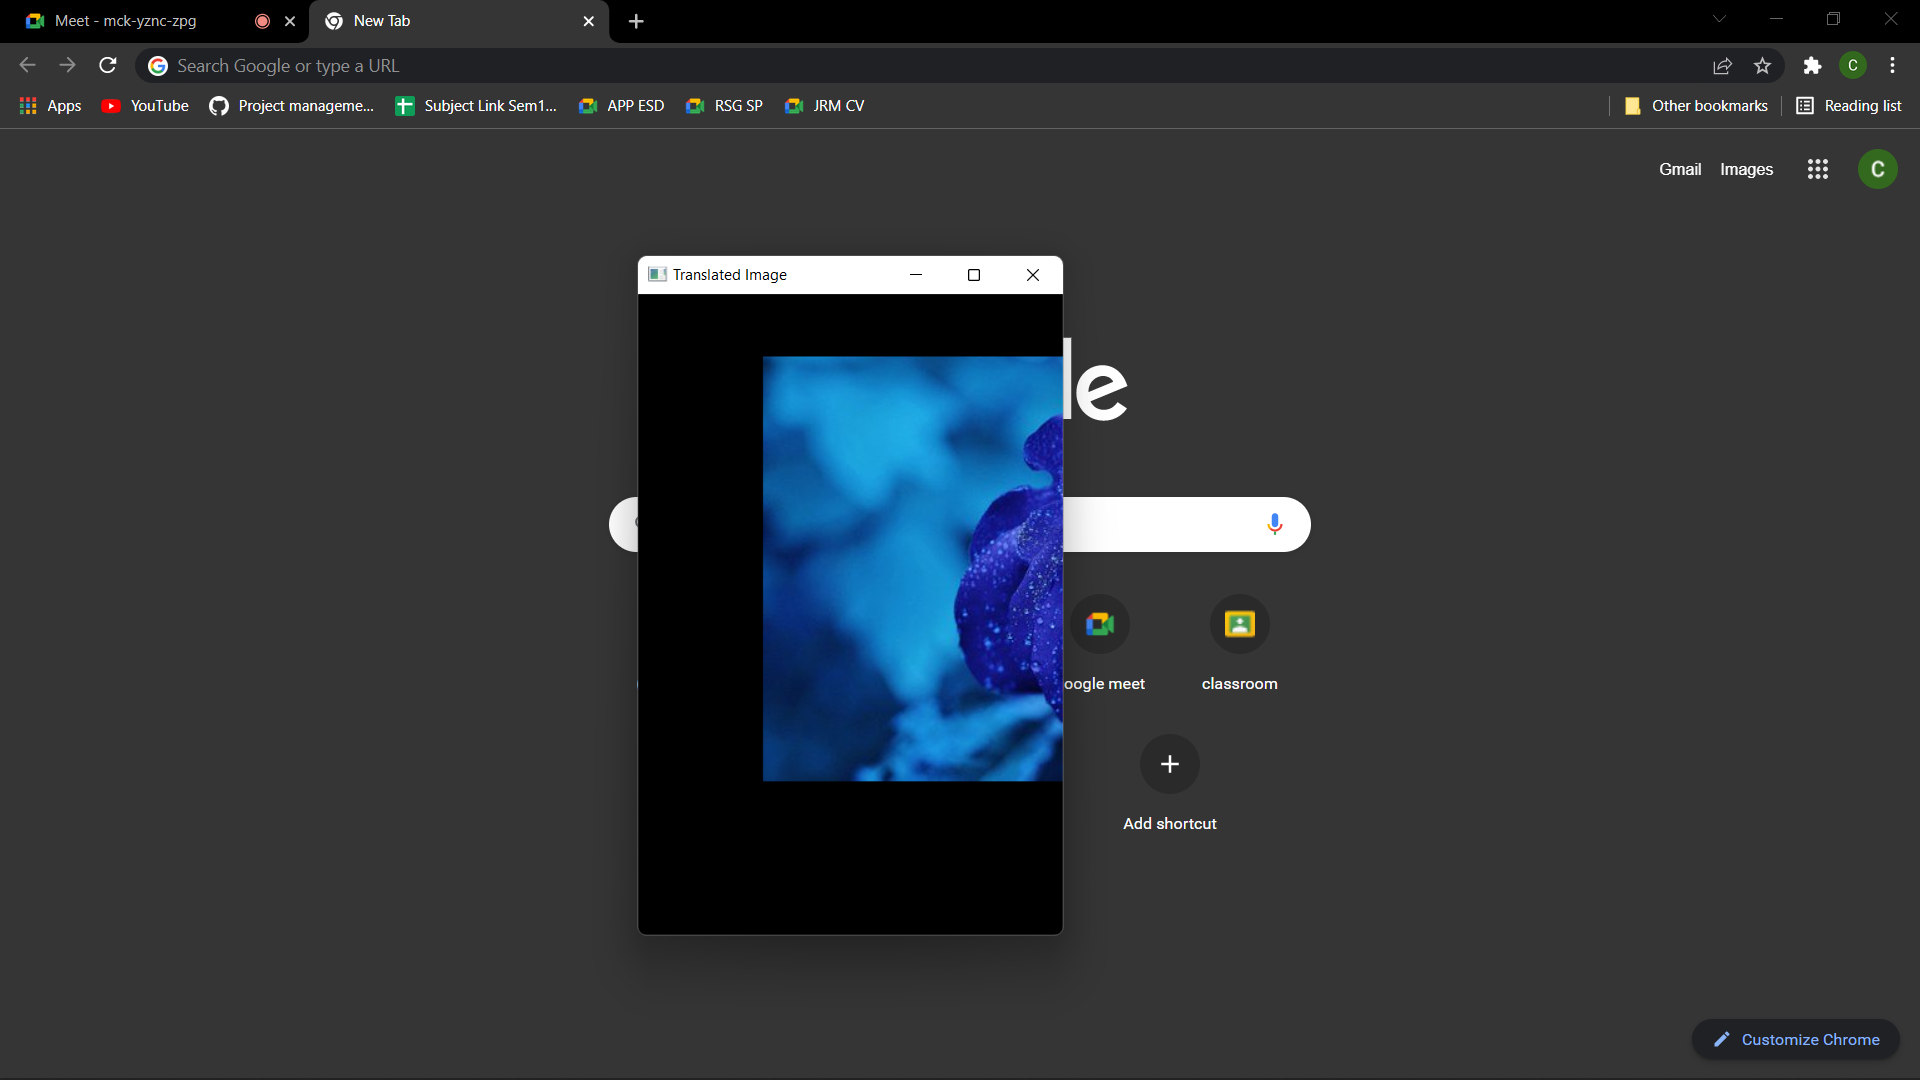 Meet - mck-yznc-zpg
New Tab
Search Google or type a URL
C
Apps
YouTube
Project manageme...
Subject Link Sem1...
APP ESD
RSG SP
JRM CV
Other bookmarks
Reading list
Gmail
Images
C
Translated Image
le
oogle meet
classroom
Add shortcut
Customize Chrome